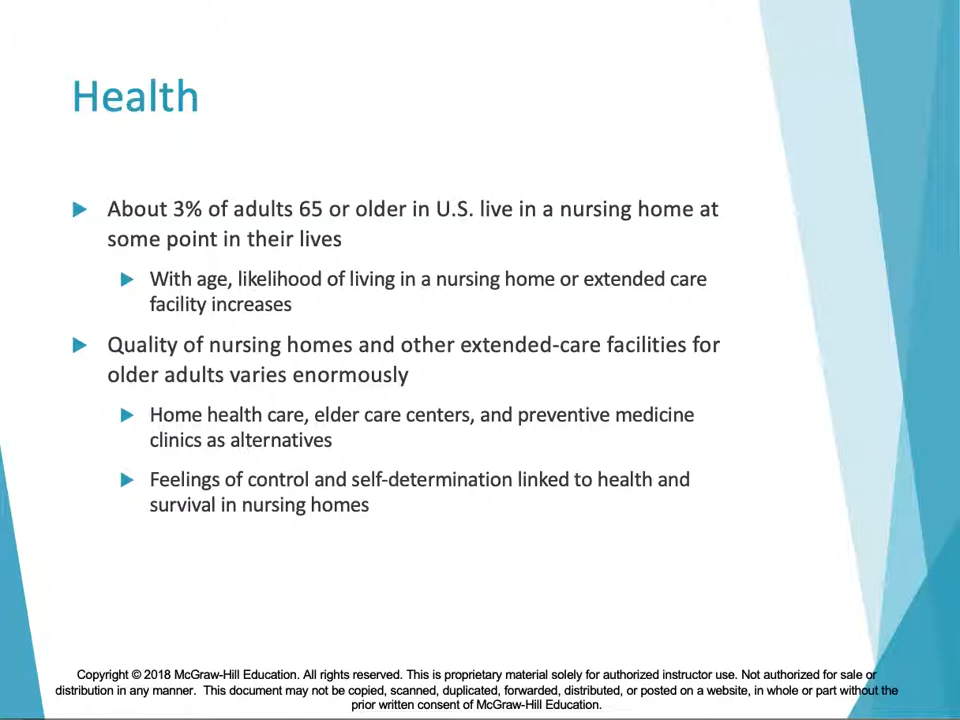 Health
About 3% of adults 65 or older in U.S. live in a nursing home at
some point in their lives
With age, likelihood of living in a nursing home or extended care
facility increases
Quality of nursing homes and other extended-care facilities for
older adults varies enormously
Home health care, elder care centers, and preventive medicine
clinics as alternatives
Feelings of control and self-determination linked to health and
survival in nursing homes
Copyright © 2018 McGraw-Hill Education. All rights reserved. This is proprietary material solely for authorized instructor use. Not authorized for sale or
distribution in any manner. This document may not be copied, scanned, duplicated, forwarded, distributed, or posted on a website, in whole or part without the
prior written consent of McGraw-Hill Education.